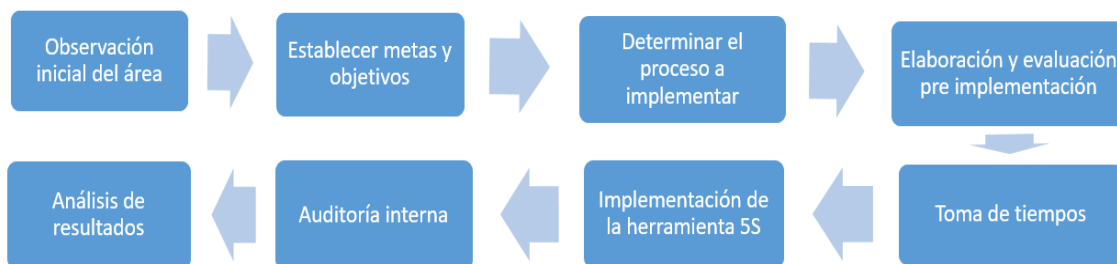 Observación
inicial del área
Establecer metas y
objetivos
Determinar el
proceso a
implementar
Elaboración y evaluación
pre implementación
Toma de tiempos
Implementación de
la herramienta 5S
Auditoría interna
Análisis de
resultados